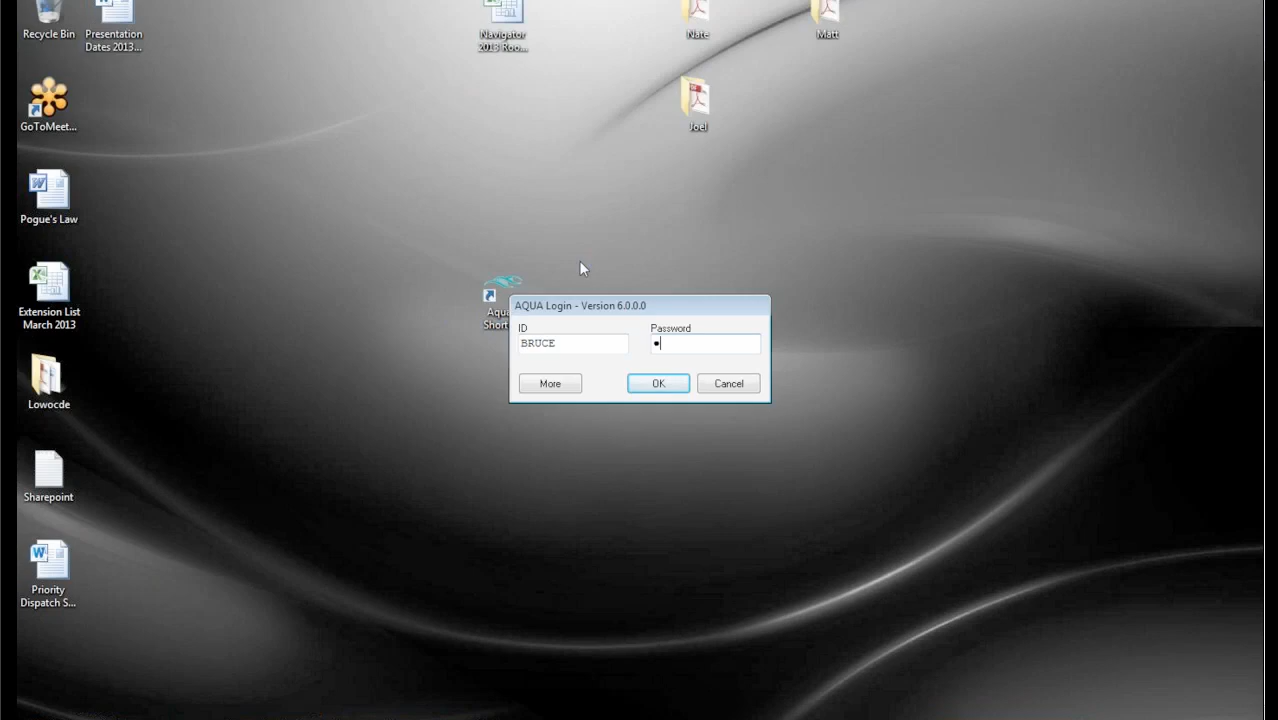 Recycle Bin
Presentation
Dates 2013...
Navigator
2013 Roo...
Nate
Matt
GoToMeet...
Joel
Pogue's Law
Extension List
March 2013
Aqua
Short
AQUA Login - Version 6.0.0.0
ID
Password
BRUCE
More
OK
Cancel
Lowocde
Sharepoint
Priority
Dispatch S...